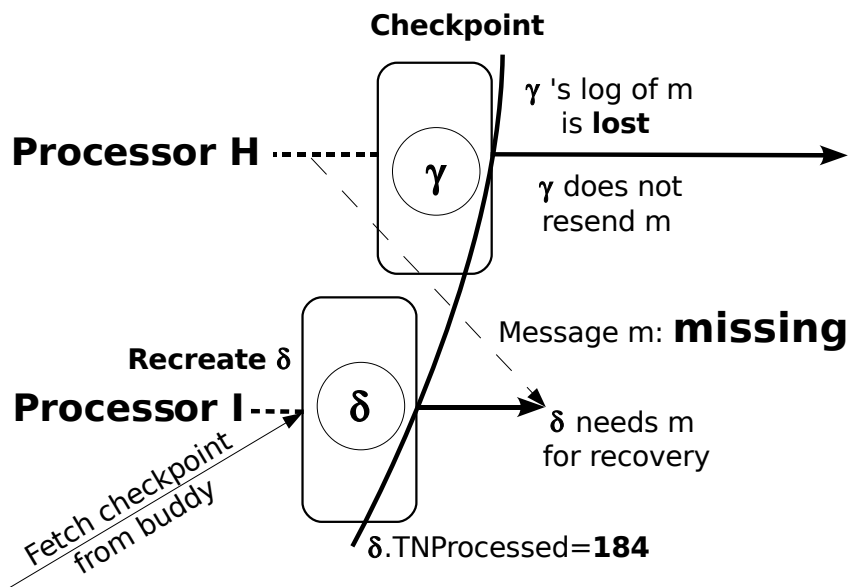 Checkpoint
γ 's log of m
is lost
Processor H
γ
γ does not
resend m
Message m: missing
Recreate δ
Processor I
δ
δ needs m
for recovery
Fetch checkpoint
from buddy
δ.TNProcessed=184